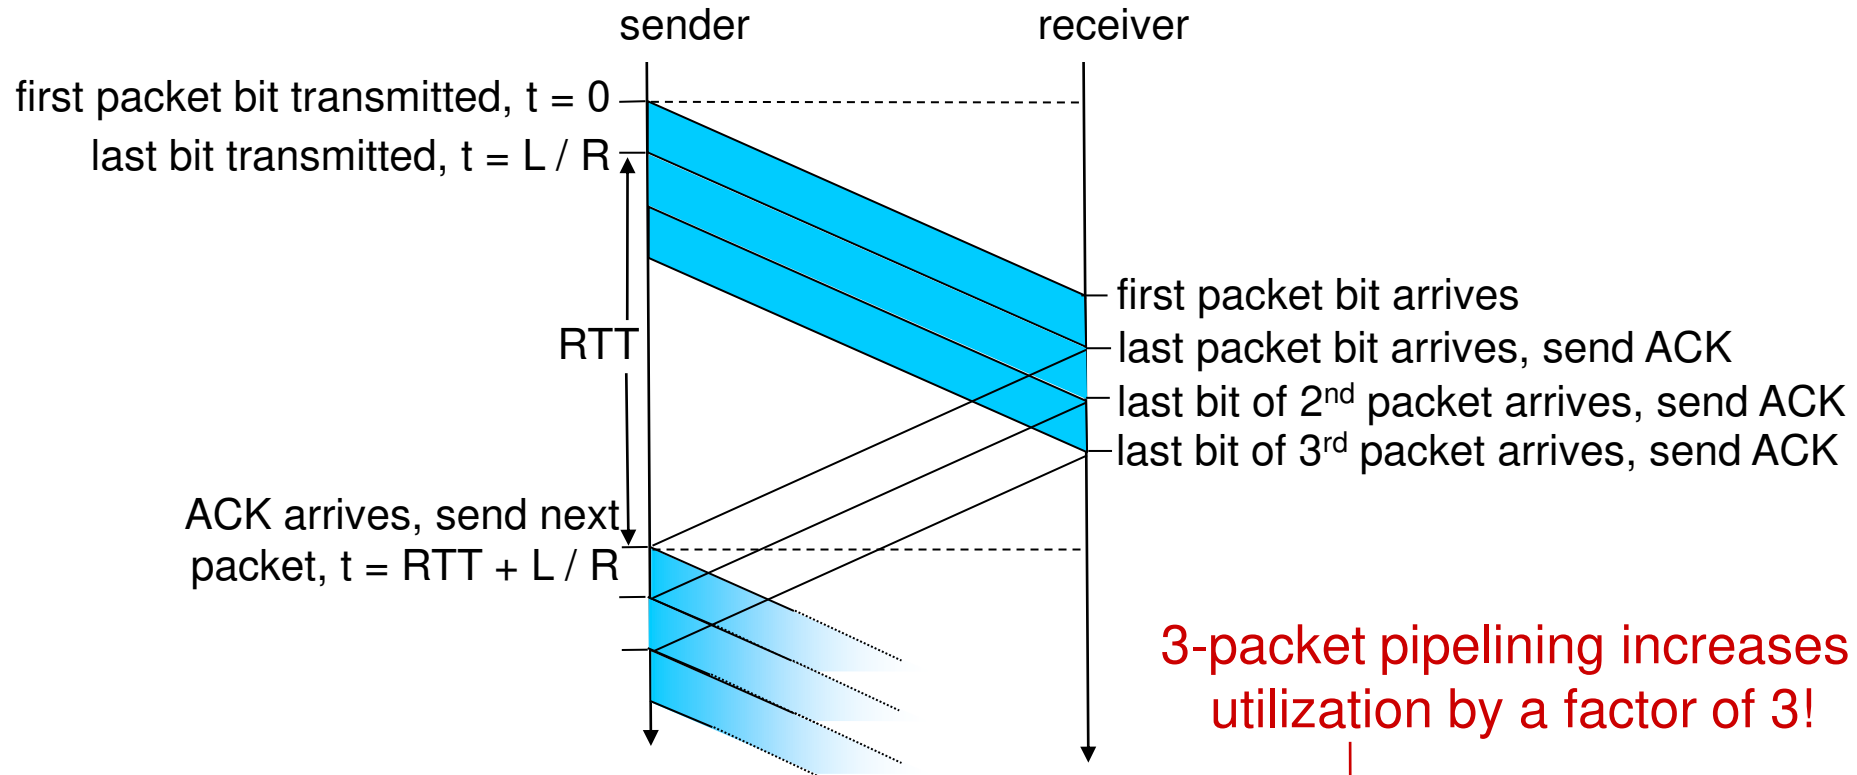 sender
receiver
first packet bit transmitted, t = 0
last bit transmitted, t = L / R
first packet bit arrives
RTT
last packet bit arrives, send ACK
last bit of 2nd packet arrives, send ACK
last bit of 3rd packet arrives, send ACK
ACK arrives, send next
packet, t = RTT + L / R
3-packet pipelining increases
utilization by a factor of 3!